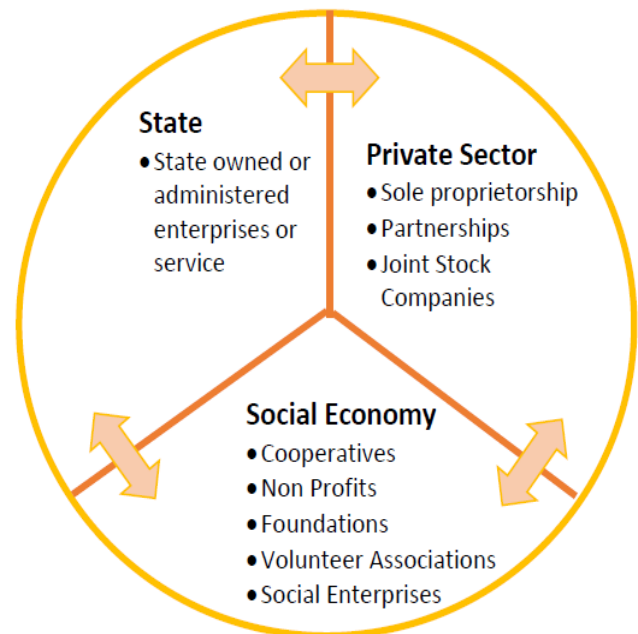 State
• State owned or
administered
enterprises or
service
Private Sector
• Sole proprietorship
• Partnerships
• Joint Stock
Companies
Social Economy
• Cooperatives
• Non Profits
• Foundations
• Volunteer Associations
• Social Enterprises